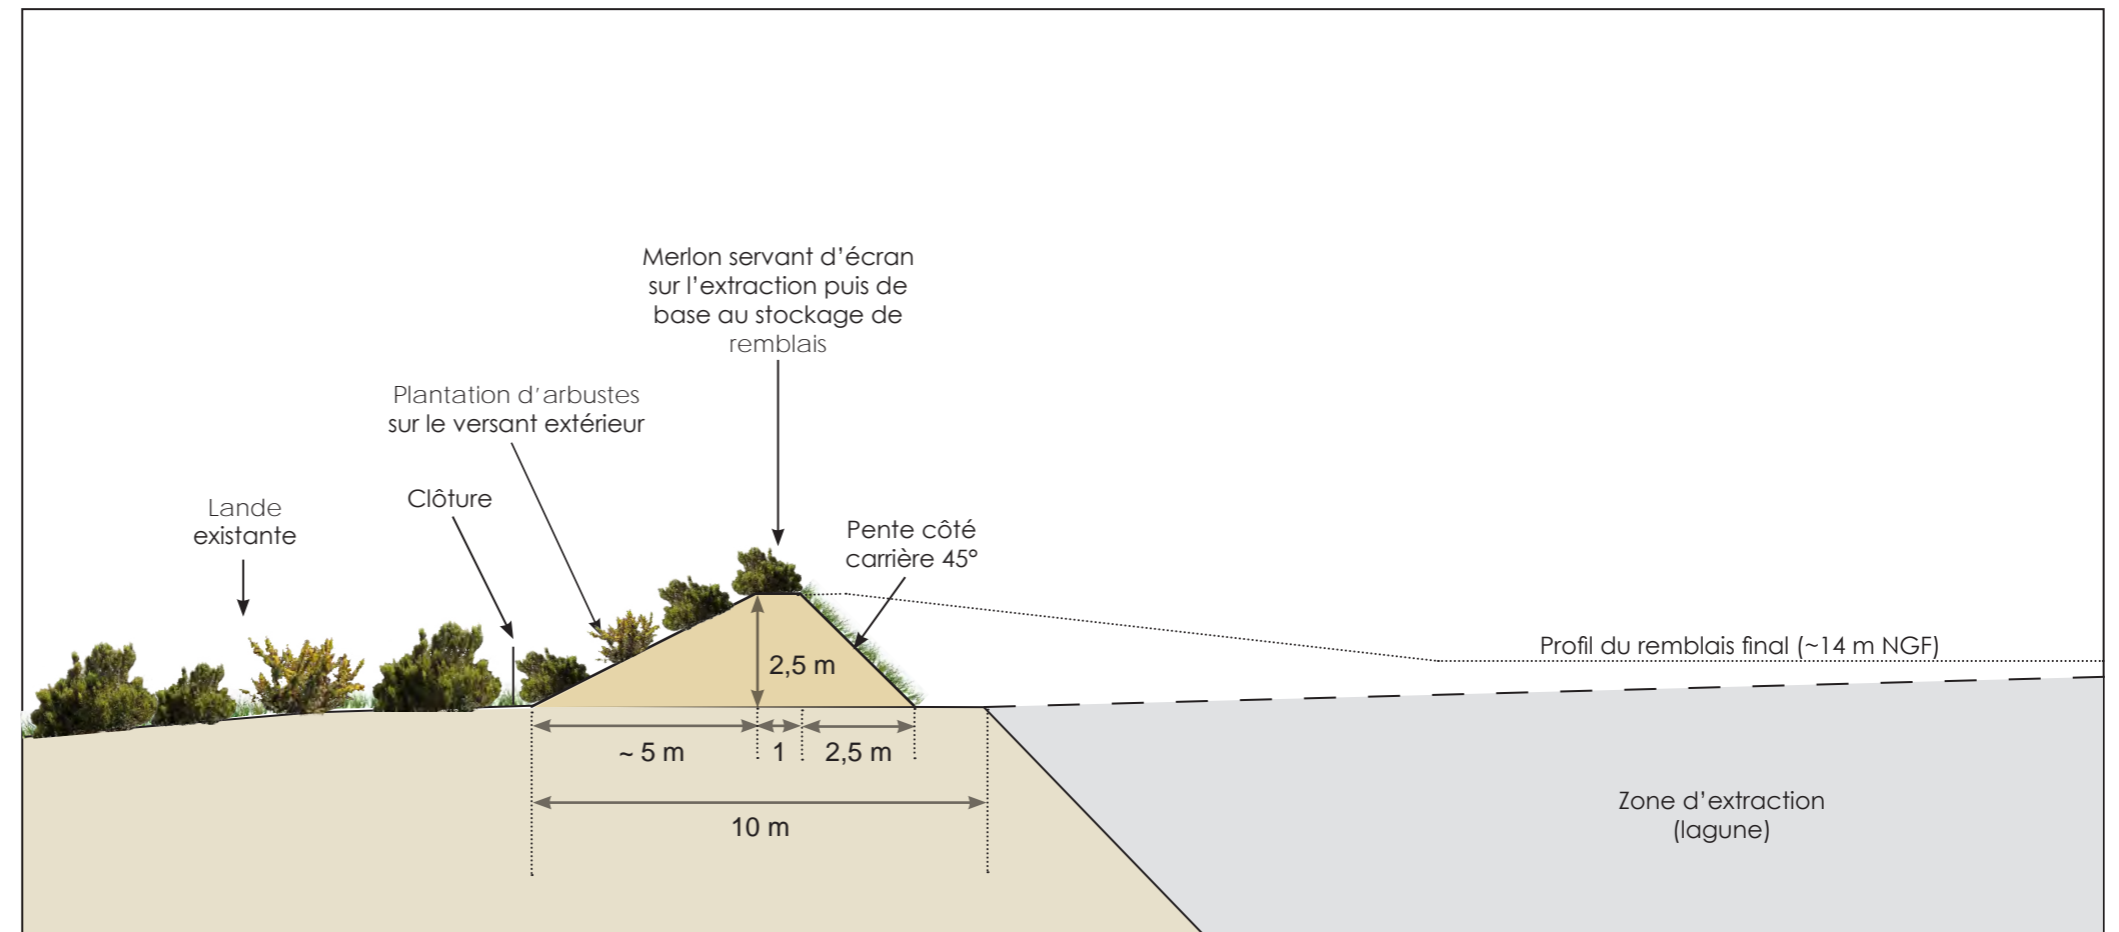 Merlon servant d'écran
sur l'extraction puis de
base au stockage de
remblais
Plantation d'arbustes
sur le versant extérieur
Lande
existante
Clôture
Pente côté
carrière 45°
Profil du remblais final (~14 m NGF)
2,5 m
~ 5 m
1
2,5 m
10 m
Zone d'extraction
(lagune)